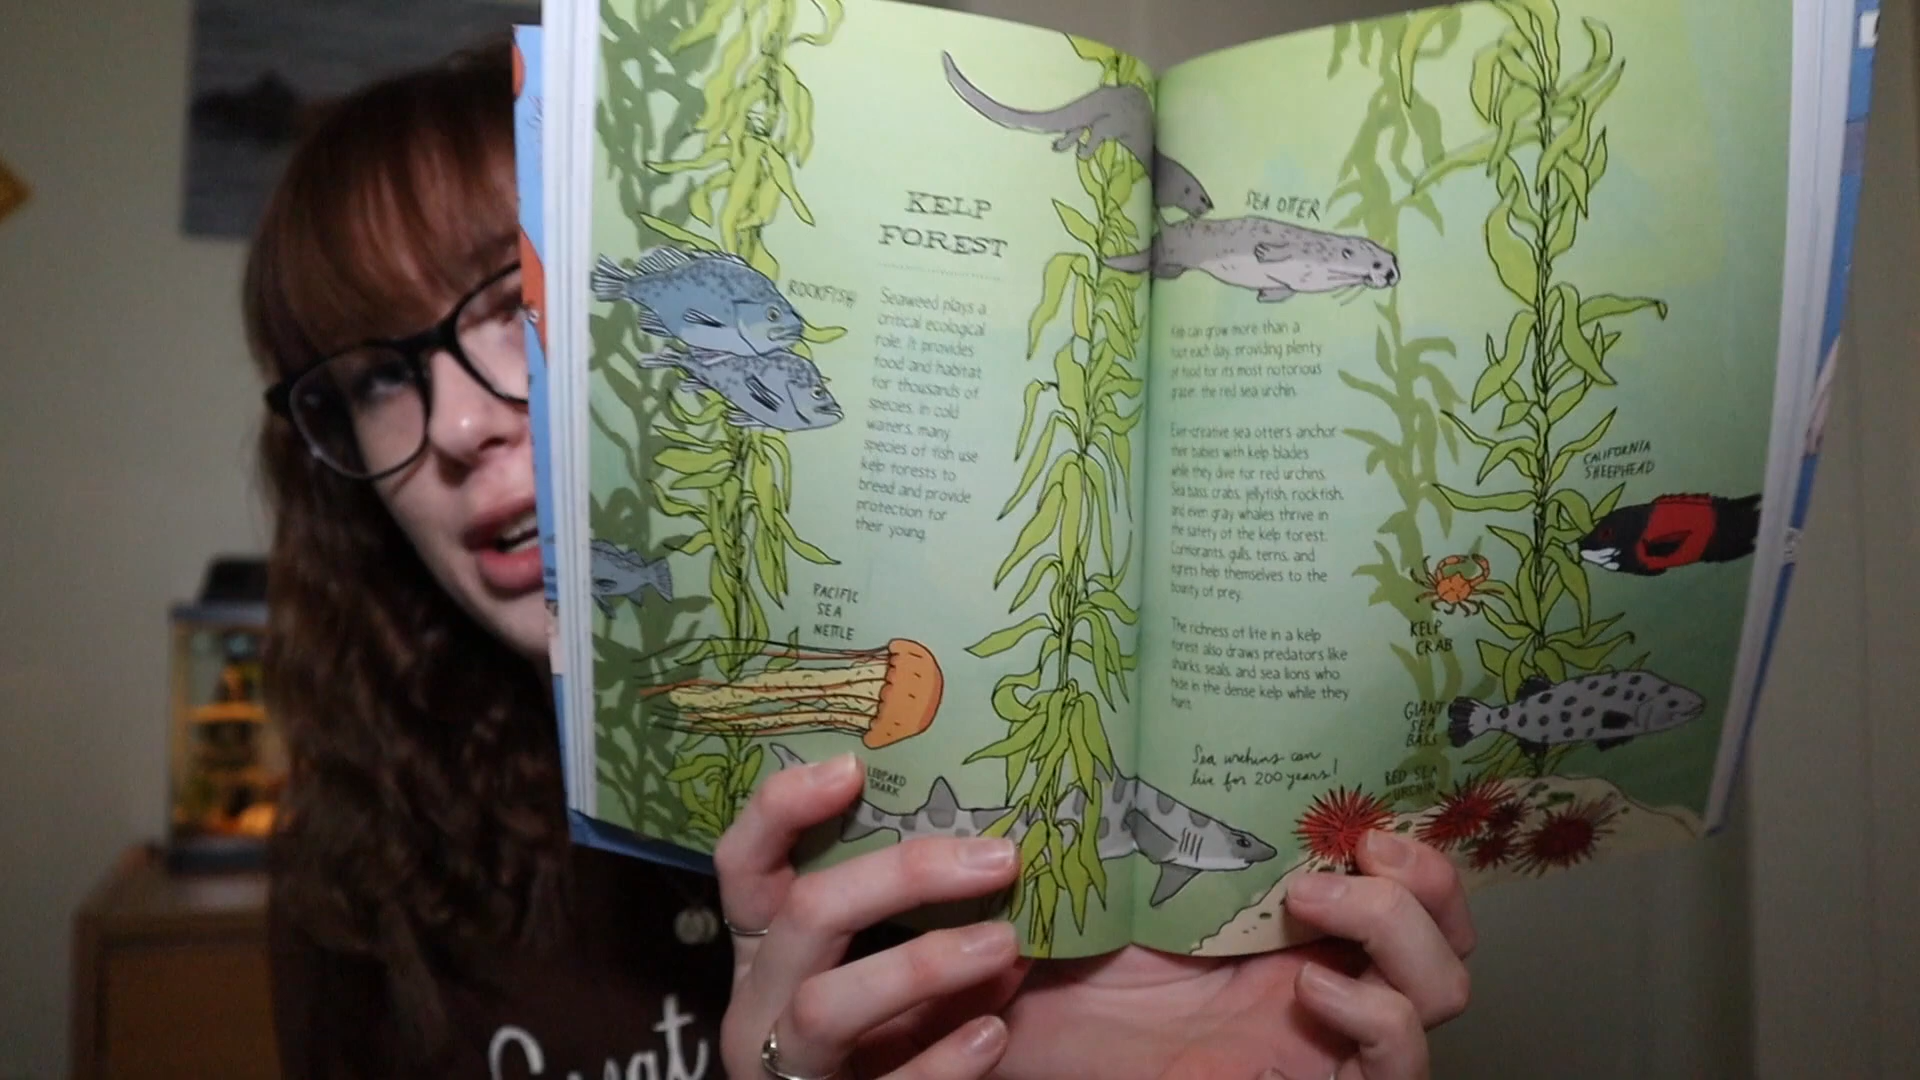 KELP
FOREST
Seaweed plays a
critical ecological
role. It provides
food and habitat
for thousands of
species. In cold
waters, many
species of fish use
kelp forests to
breed and provide
protection for
their young.
ROCKFISH
PACIFIC
SEA
NETTLE
LEOPARD
SHARK
SEA OTTER
Kelp can grow more than a
foot each day, providing plenty
of food for its most notorious
grazer, the red sea urchin.
Ever-creative sea otters anchor
their babies with kelp blades
while they dive for red urchins.
Sea bass, crabs, jellyfish, rockfish,
and even gray whales thrive in
the safety of the kelp forest.
Cormorants, gulls, terns, and
egrets help themselves to the
bounty of prey.
The richness of life in a kelp
forest also draws predators like
sharks, seals, and sea lions who
hide in the dense kelp while they
hunt.
Sea urchins can
live for 200 years!
CALIFORNIA
SHEEPHEAD
KELP
CRAB
GIANT
SEA
BASS
RED SEA
URCHIN